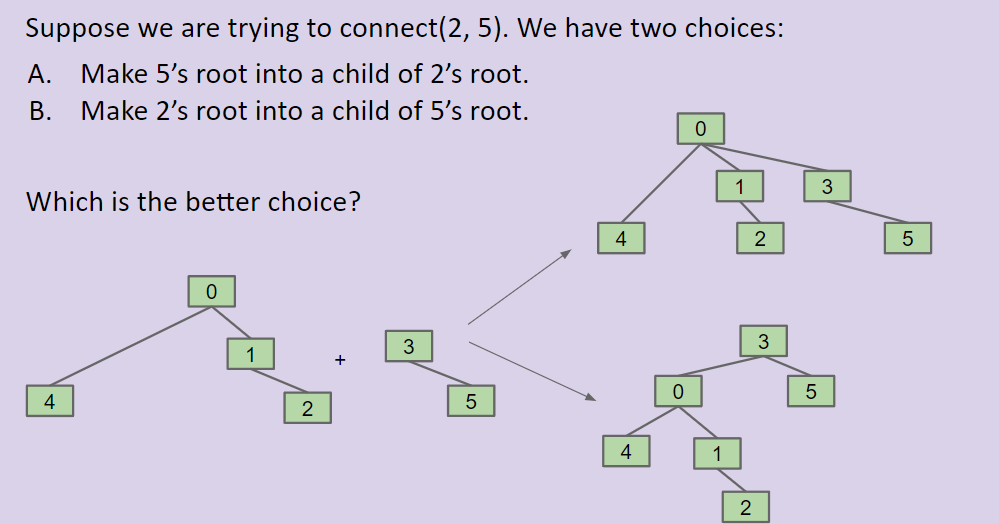 Suppose we are trying to connect(2, 5). We have two choices:
A. Make 5’s root into a child of 2’s root.
B. Make 2’s root into a child of 5’s root.
Which is the better choice?
0
1 3
4 2 5
0
1
4 2
+
3
5
3
0 5
4 1
2